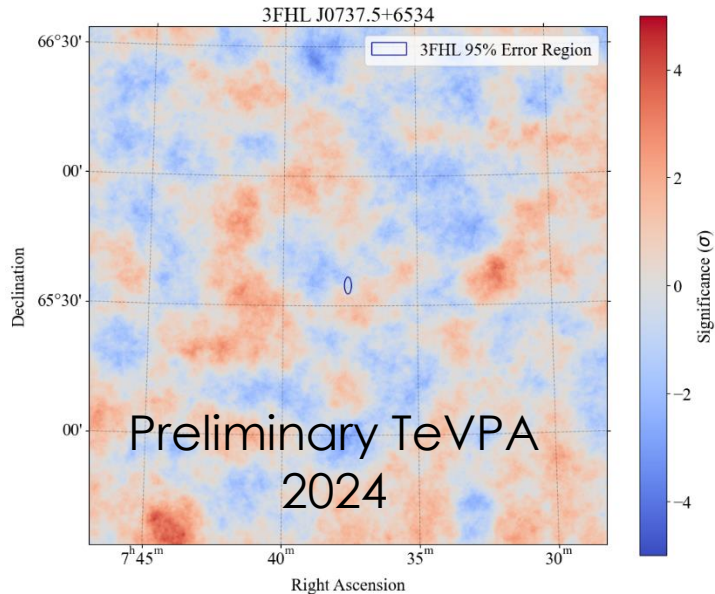 3FHL J0737.5+6534
3FHL 95% Error Region
66°30'
00'
65°30'
00'
Declination
7ʰ45ᵐ
40ᵐ
35ᵐ
30ᵐ
Right Ascension
Preliminary TeVPA
2024
4
2
0
−2
−4
Significance (σ)